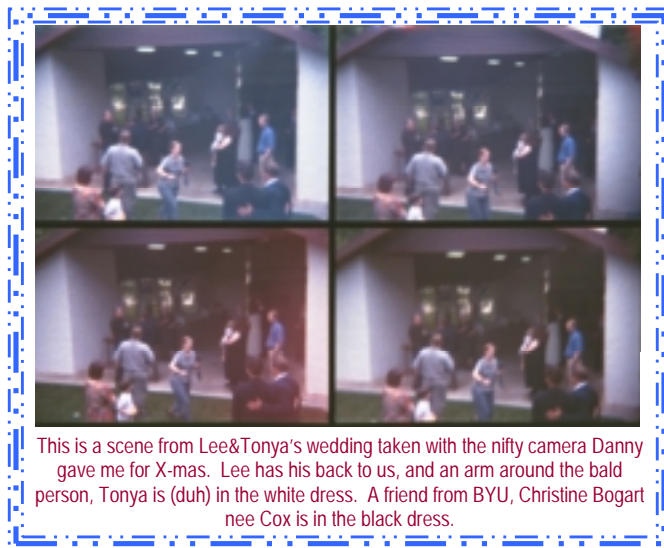 This is a scene from Lee&Tonya's wedding taken with the nifty camera Danny
gave me for X-mas.  Lee has his back to us, and an arm around the bald
person, Tonya is (duh) in the white dress.  A friend from BYU, Christine Bogart
nee Cox is in the black dress.